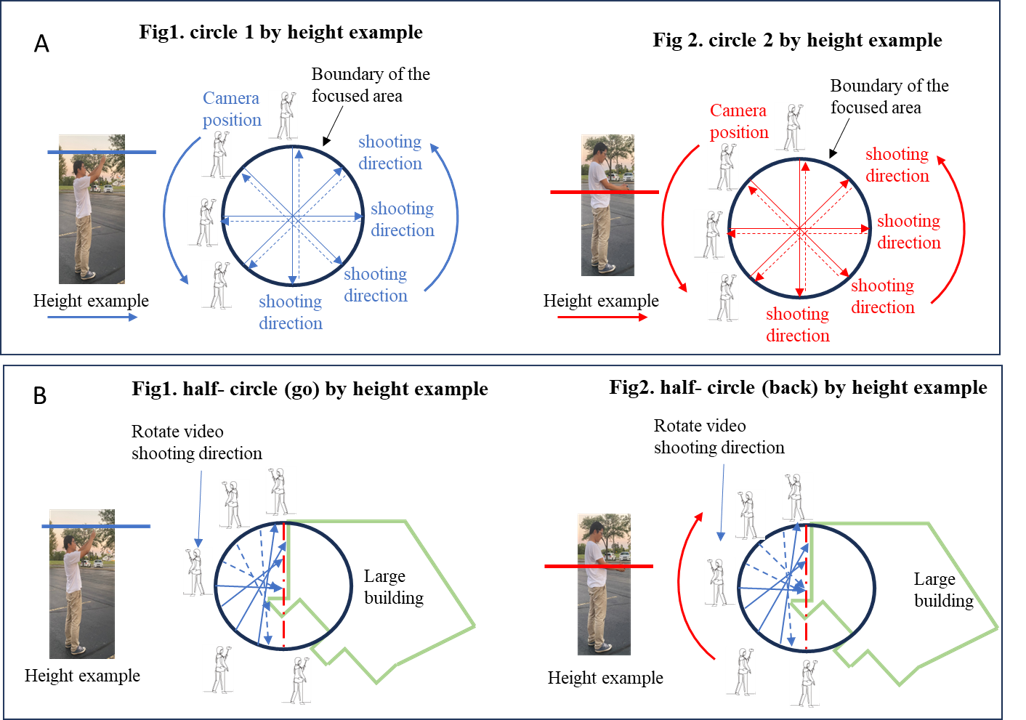 A
Fig1. circle 1 by height example
Camera
position
Boundary of the
focused area
shooting
direction
shooting
direction
shooting
direction
shooting
direction
Height example
Fig 2. circle 2 by height example
Camera
position
Boundary of the
focused area
shooting
direction
shooting
direction
shooting
direction
shooting
direction
Height example
B
Fig1. half- circle (go) by height example
Rotate video
shooting direction
Large
building
Height example
Fig2. half- circle (back) by height example
Rotate video
shooting direction
Large
building
Height example